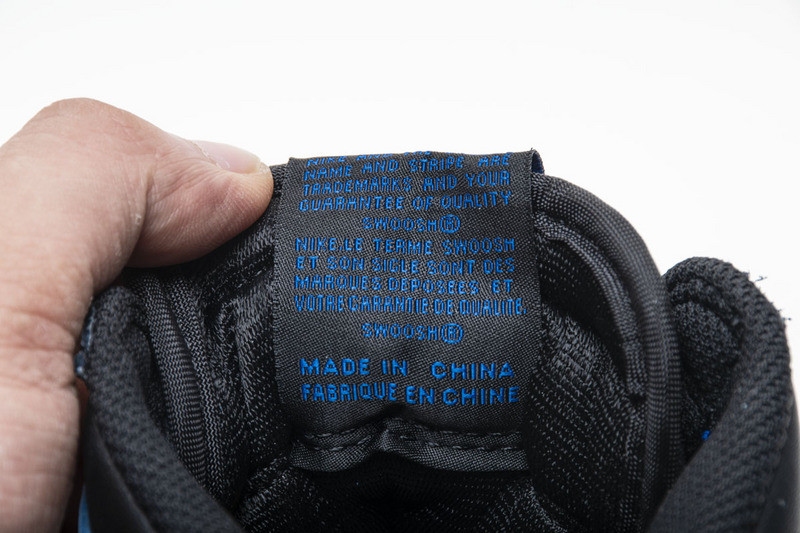 NAME AND STRIPE ARE
TRADEMARKS AND YOUR
GUARANTEE OF QUALITY
SWOOSH®
NIKE/LE TERME SWOOSH
ET SON SIGLE SONT DES
MARQUES DEPOSEES ET
VOTRE GARANTIE DE QUALITE
SWOOSH®
MADE IN CHINA
FABRIQUE EN CHINE